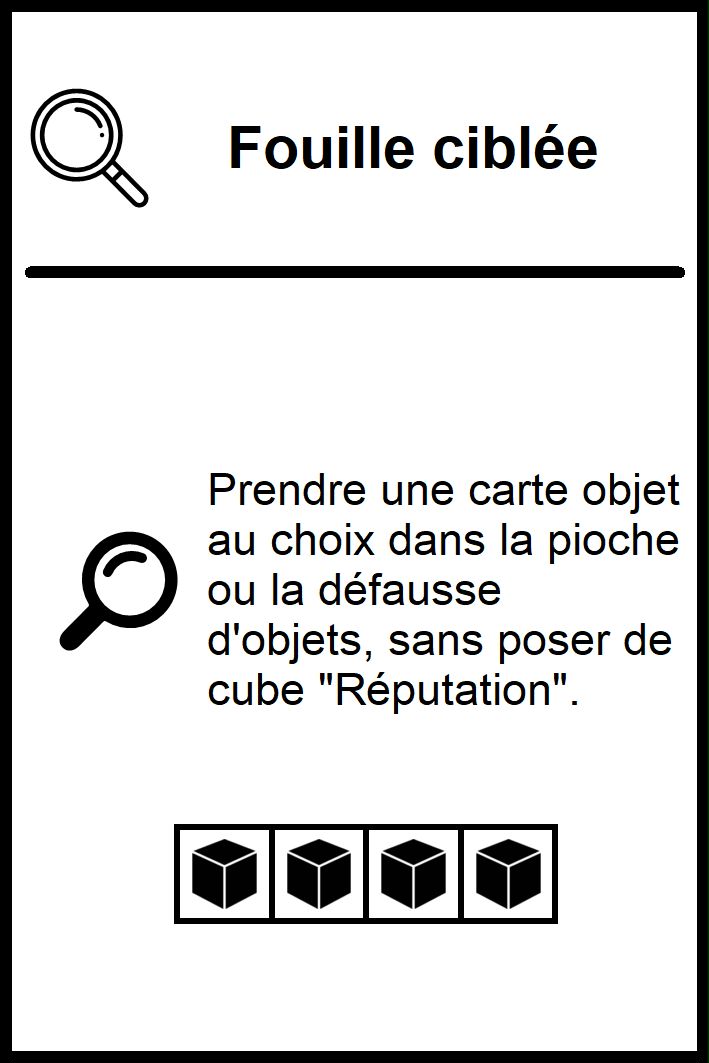 Fouille ciblée
Prendre une carte objet
au choix dans la pioche
ou la défausse
d'objets, sans poser de
cube "Réputation".